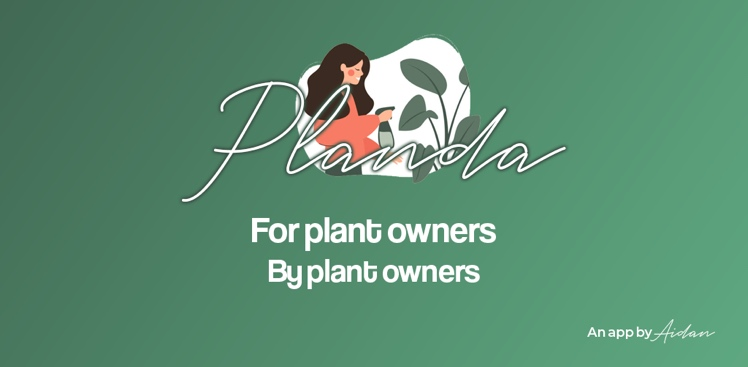 Planda
For plant owners
By plant owners
An app by Aidan